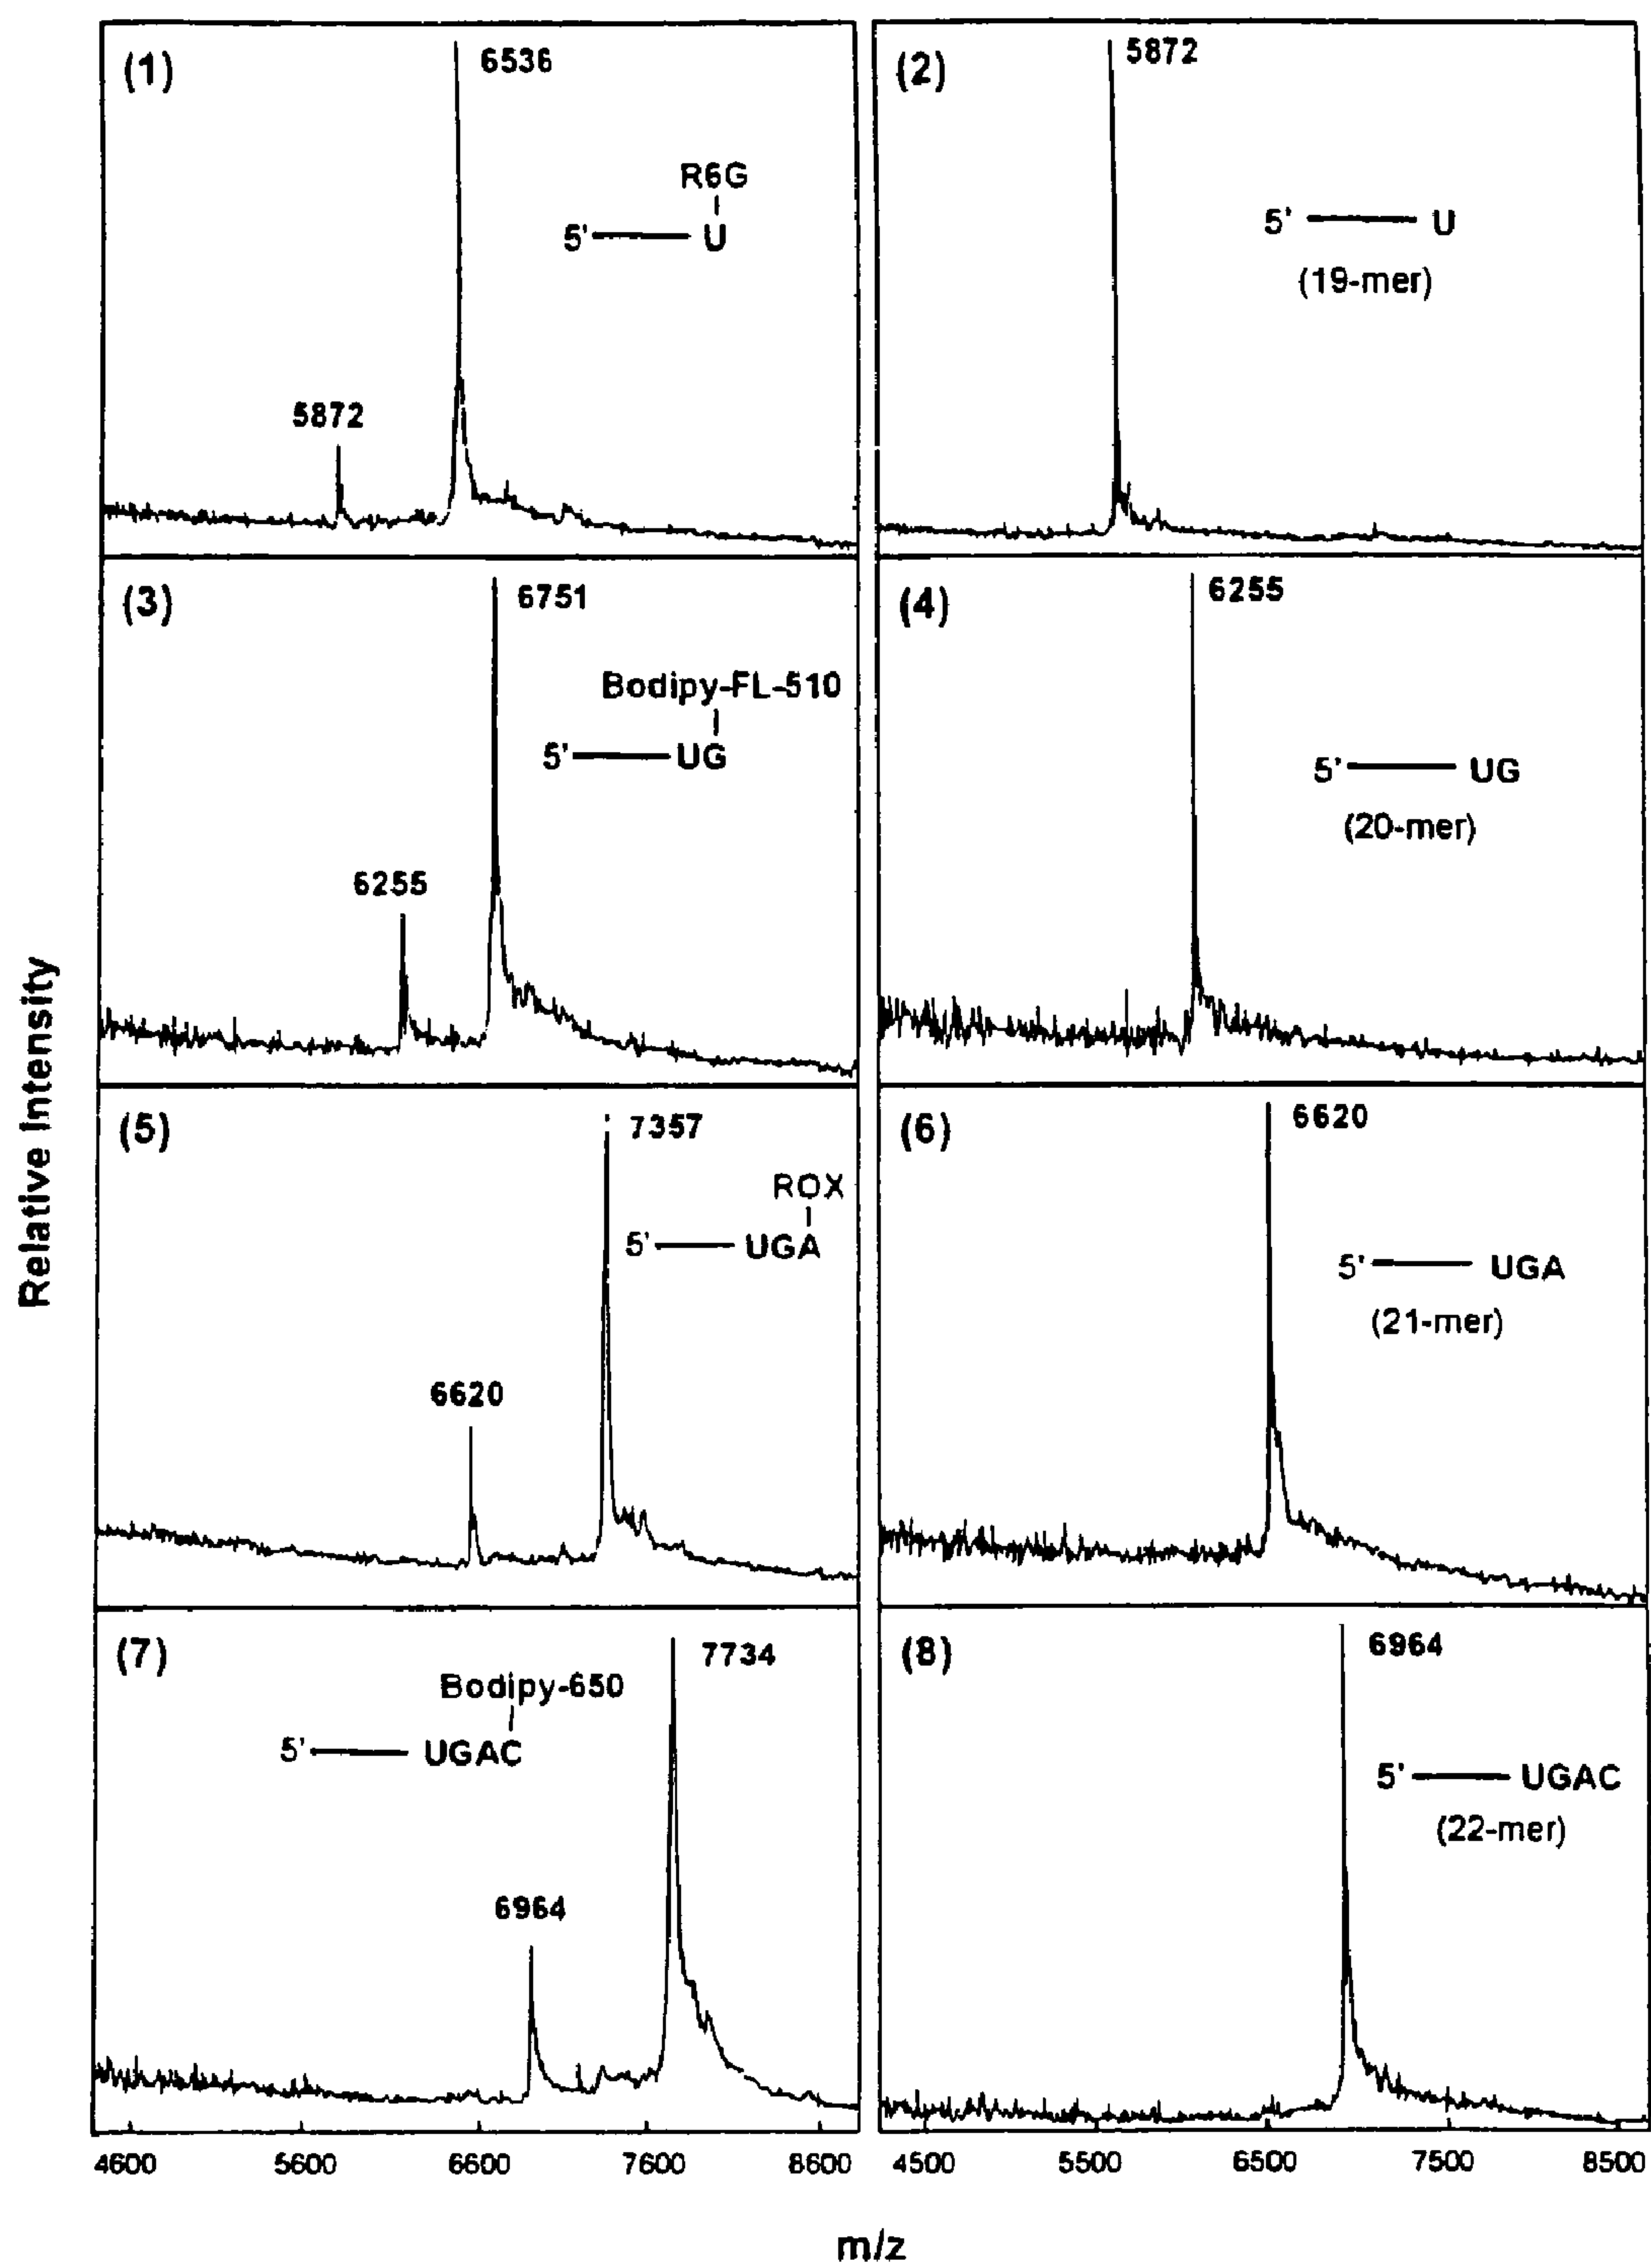 (1)
6536
R6G
5' U
5872
(2)
5872
5' U
(19-mer)
(3)
6751
Bodipy-FL-510
5' UG
6255
(4)
6255
5' UG
(20-mer)
(5)
7357
ROX
5' UGA
6620
(6)
6620
5' UGA
(21-mer)
(7)
7734
Bodipy-650
5' UGAC
6964
(8)
6964
5' UGAC
(22-mer)
Relative Intensity
4600 5600 6600 7600 8600
4500 5500 6500 7500 8500
m/z